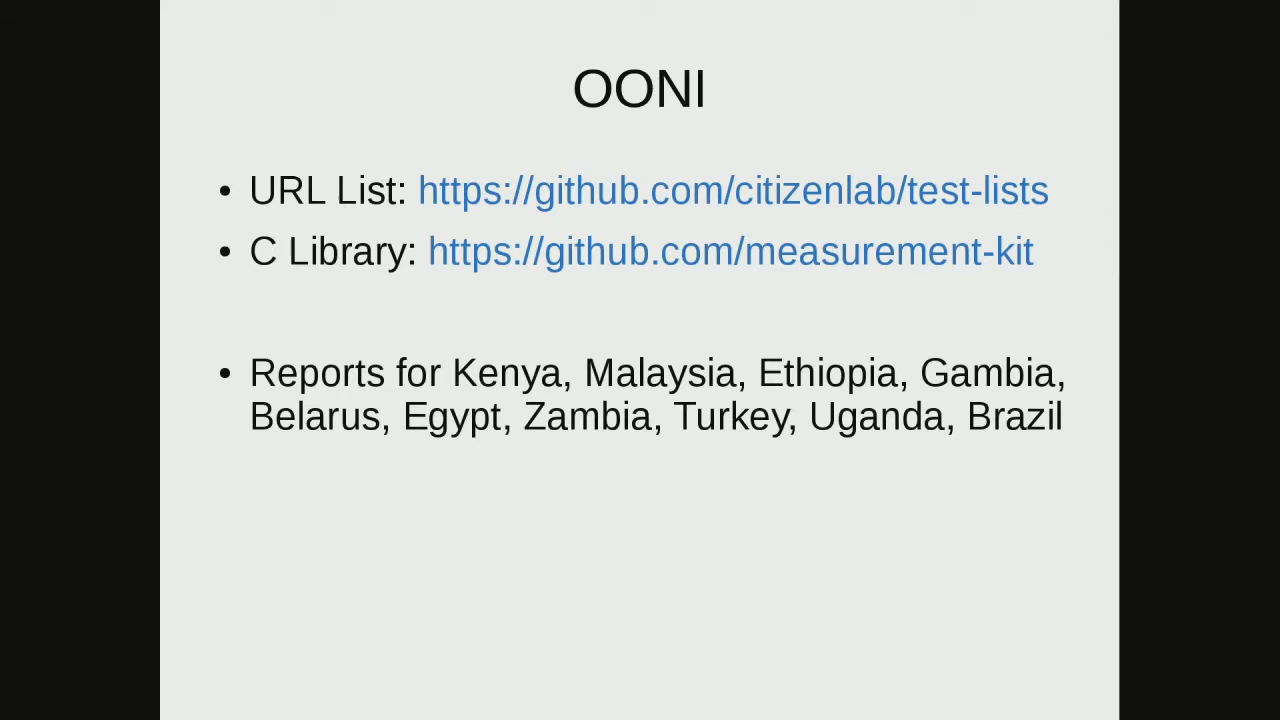 OONI
• URL List: https://github.com/citizenlab/test-lists
• C Library: https://github.com/measurement-kit
• Reports for Kenya, Malaysia, Ethiopia, Gambia,
Belarus, Egypt, Zambia, Turkey, Uganda, Brazil